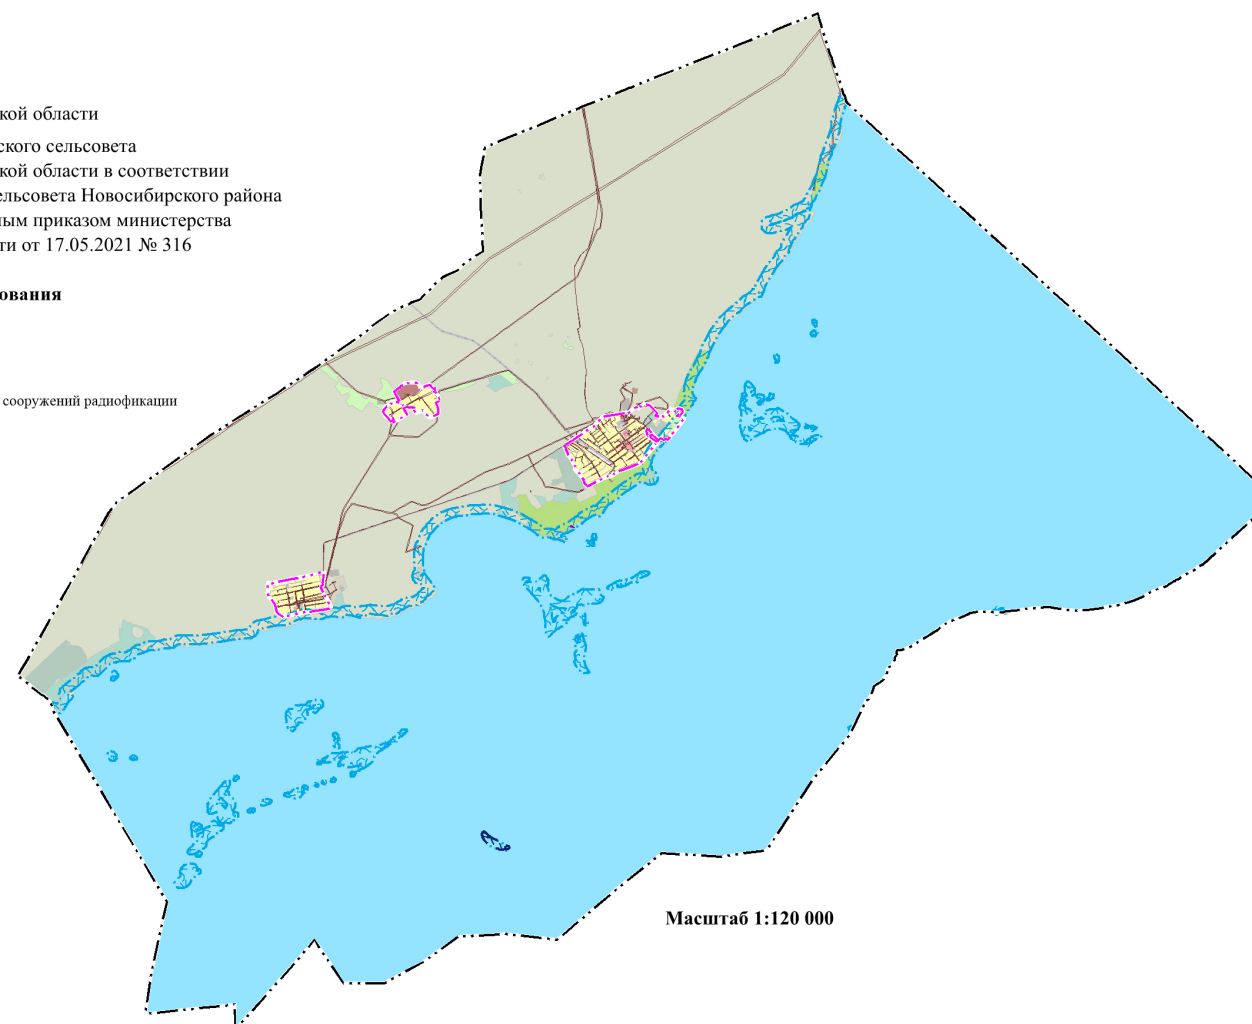 кой области
ского сельсовета
кой области в соответствии
ельсовета Новосибирского района
ным приказом министерства
ти от 17.05.2021 № 316
ования
сооружений радиофикации
Масштаб 1:120 000